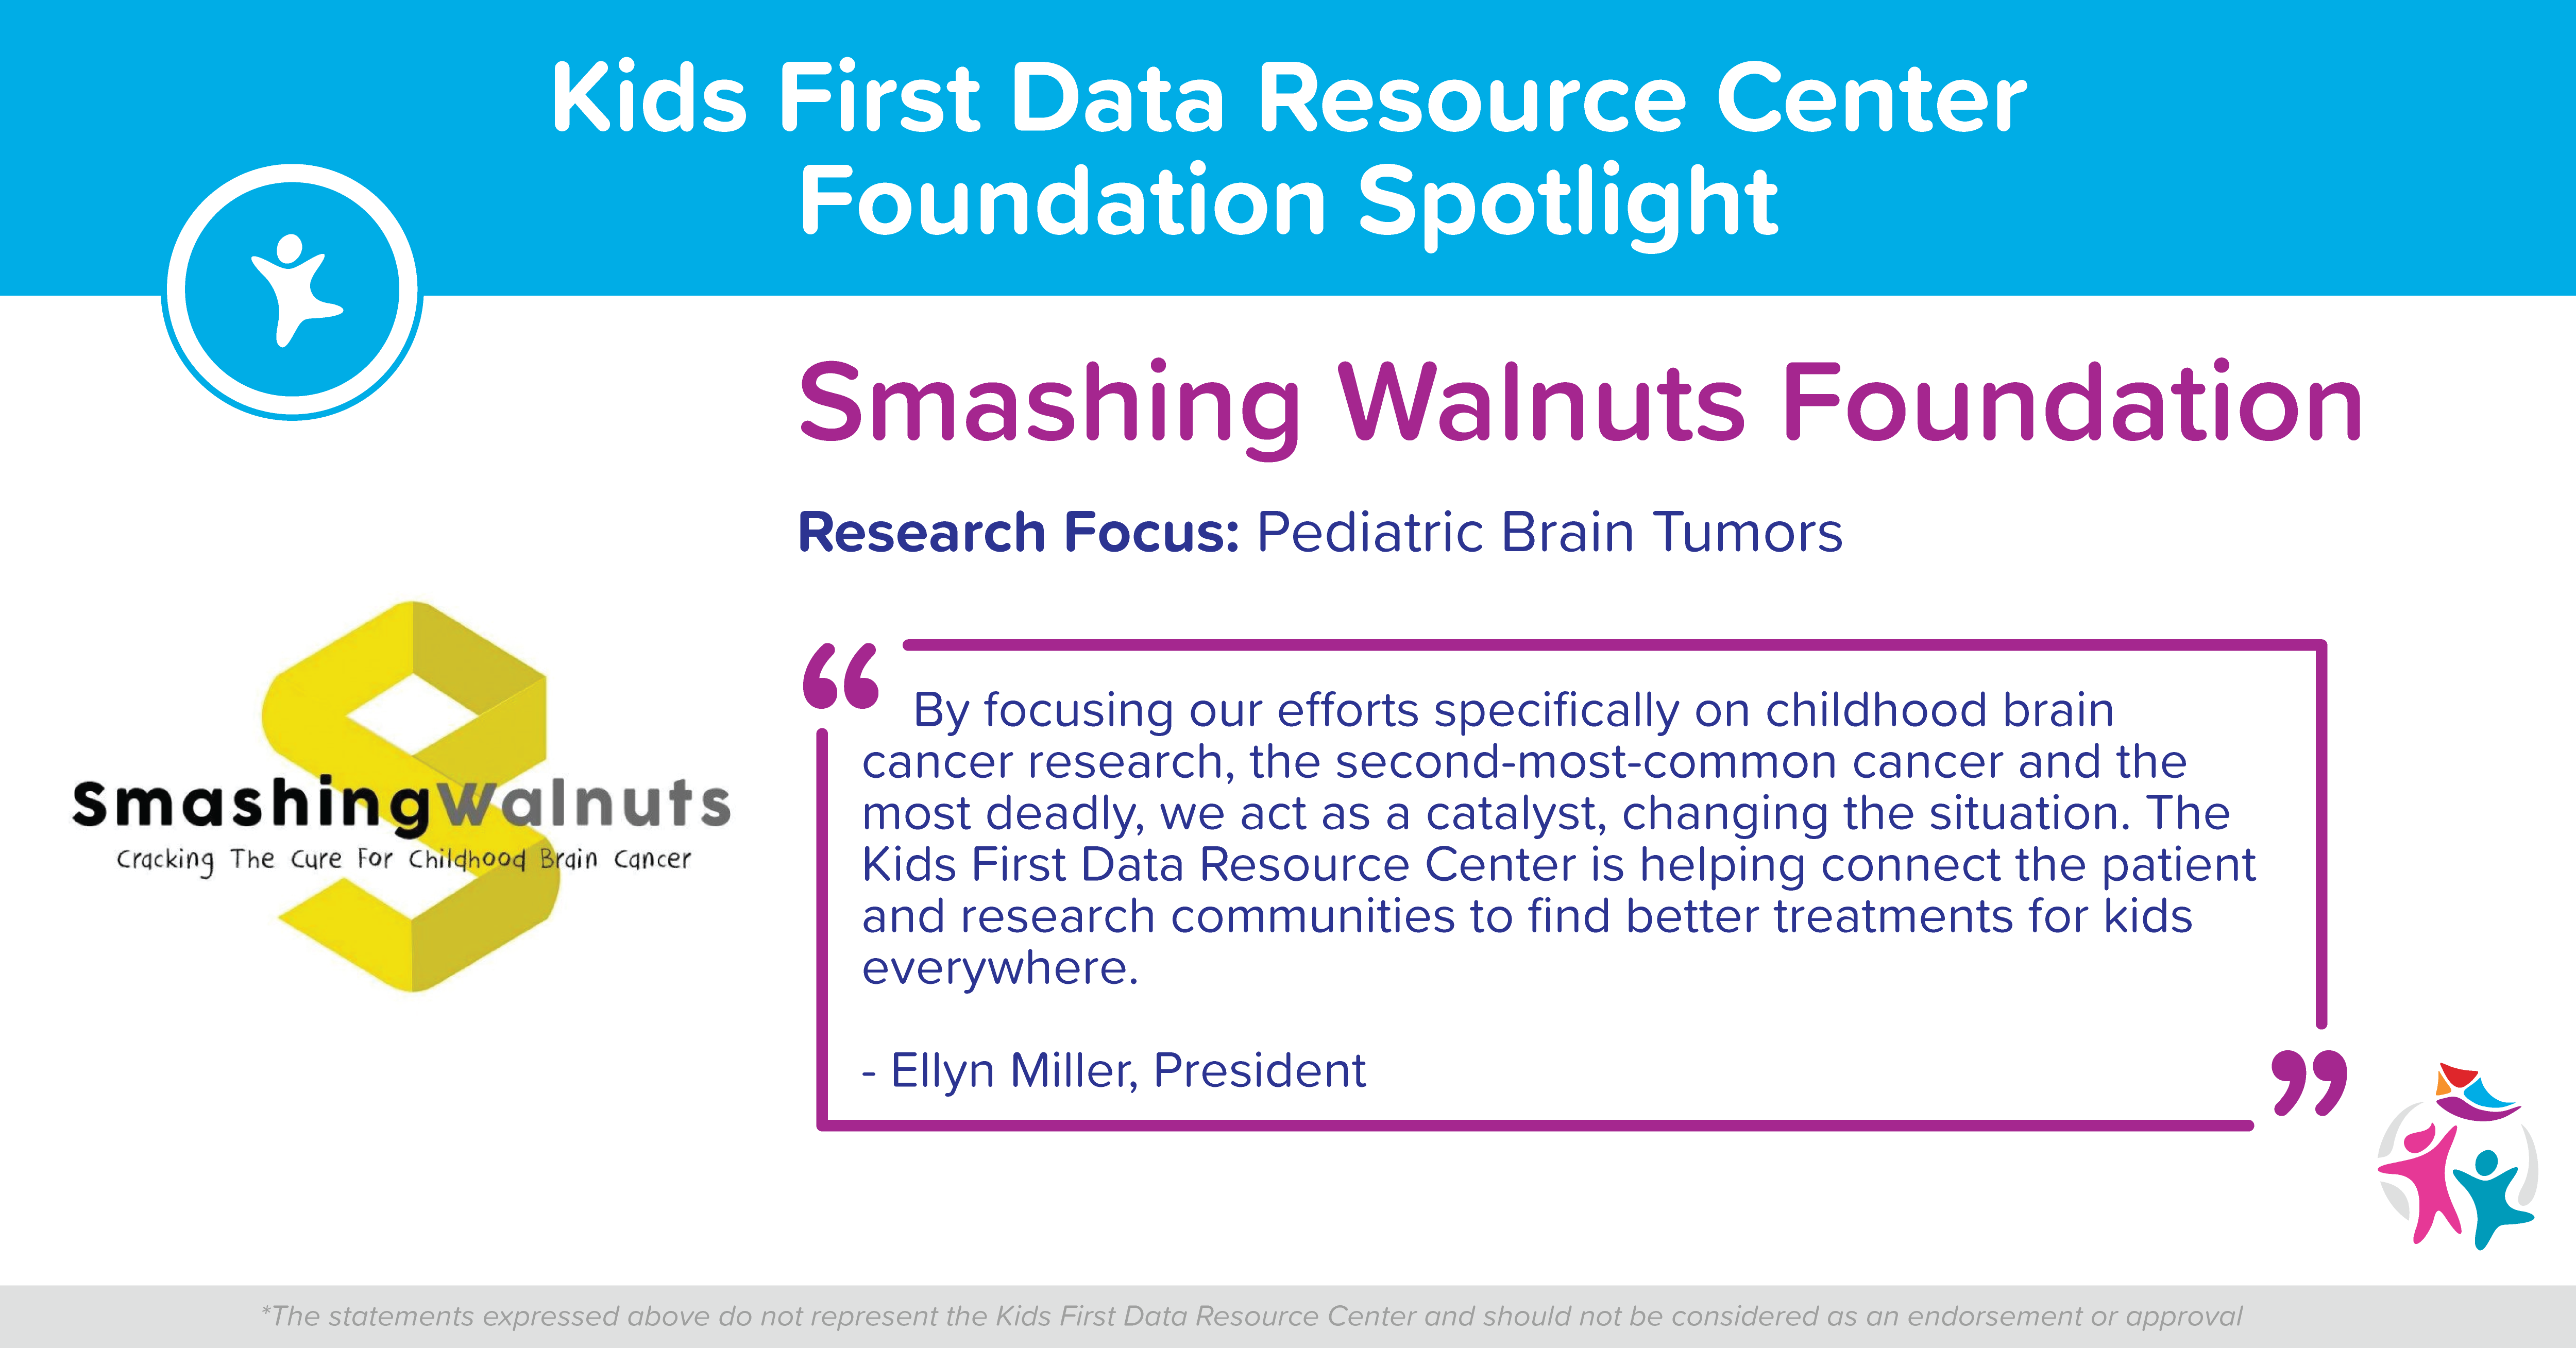 Kids First Data Resource Center
Foundation Spotlight
Smashing Walnuts Foundation
Research Focus: Pediatric Brain Tumors
SmashingWalnuts
Cracking The Cure For Childhood Brain Cancer
“ By focusing our efforts specifically on childhood brain
cancer research, the second-most-common cancer and the
most deadly, we act as a catalyst, changing the situation. The
Kids First Data Resource Center is helping connect the patient
and research communities to find better treatments for kids
everywhere.
- Ellyn Miller, President ”
*The statements expressed above do not represent the Kids First Data Resource Center and should not be considered as an endorsement or approval